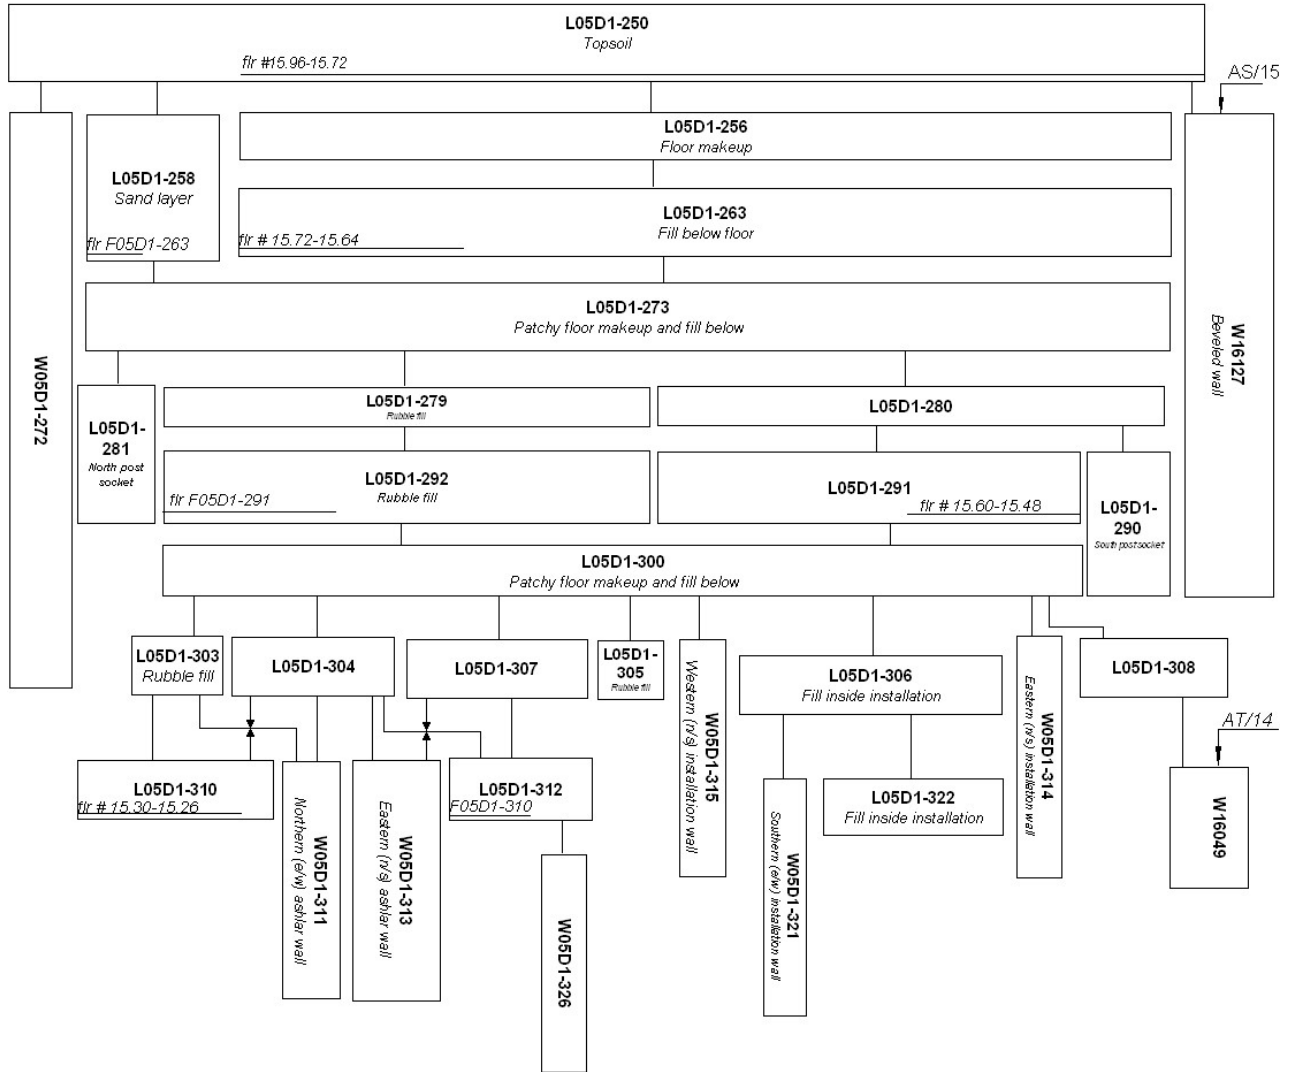 L05D1-250
Topsoil
flr #15.96-15.72
AS/15
L05D1-256
Floor makeup
L05D1-258
Sand layer
flr F05D1-263
L05D1-263
Fill below floor
flr # 15.72-15.64
L05D1-273
Patchy floor makeup and fill below
W05D1-272
W16127
Beveled wall
L05D1-
281
North post
socket
L05D1-279
Rubble fill
L05D1-280
L05D1-292
Rubble fill
flr F05D1-291
L05D1-291
flr # 15.60-15.48
L05D1-
290
South postsocket
L05D1-300
Patchy floor makeup and fill below
L05D1-303
Rubble fill
L05D1-304
L05D1-307
L05D1-
305
Rubble fill
W05D1-315
Western (n/s) installation wall
L05D1-306
Fill inside installation
W05D1-314
Eastern (n/s) installation wall
L05D1-308
AT/14
L05D1-310
flr # 15.30-15.26
W05D1-311
Northern (e/w) ashlar wall
W05D1-313
Eastern (n/s) ashlar wall
L05D1-312
F05D1-310
W05D1-326
W05D1-321
Southern (e/w) installation wall
L05D1-322
Fill inside installation
W16049